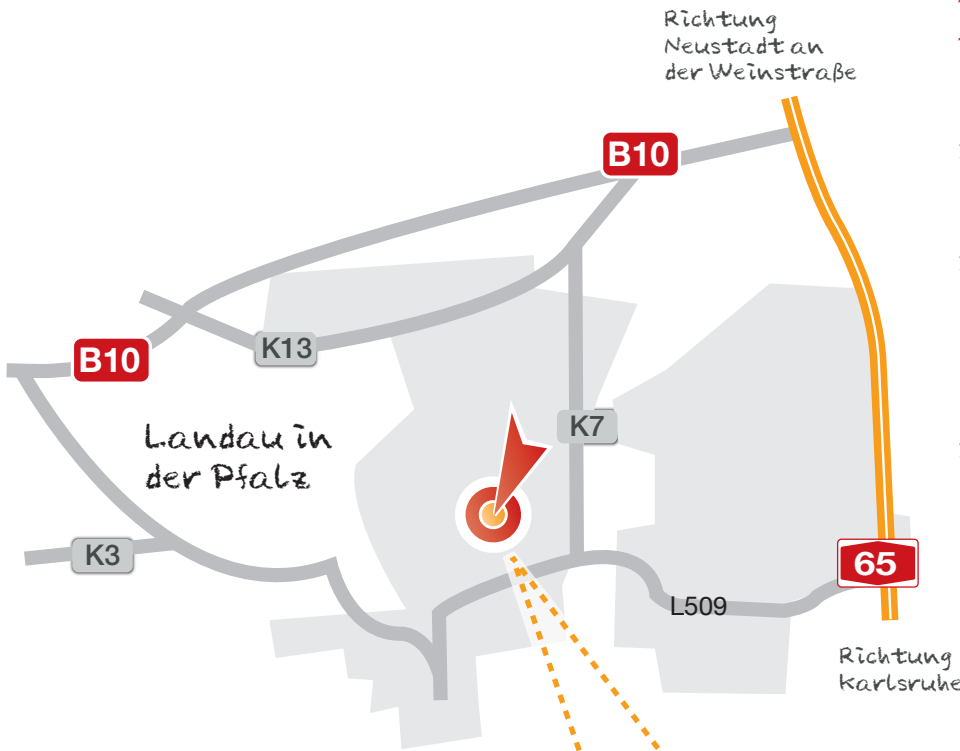 Richtung
Neustadt an
der Weinstraße
B10
B10
K13
K7
Landau in
der Pfalz
K3
65
L509
Richtung
Karlsruhe